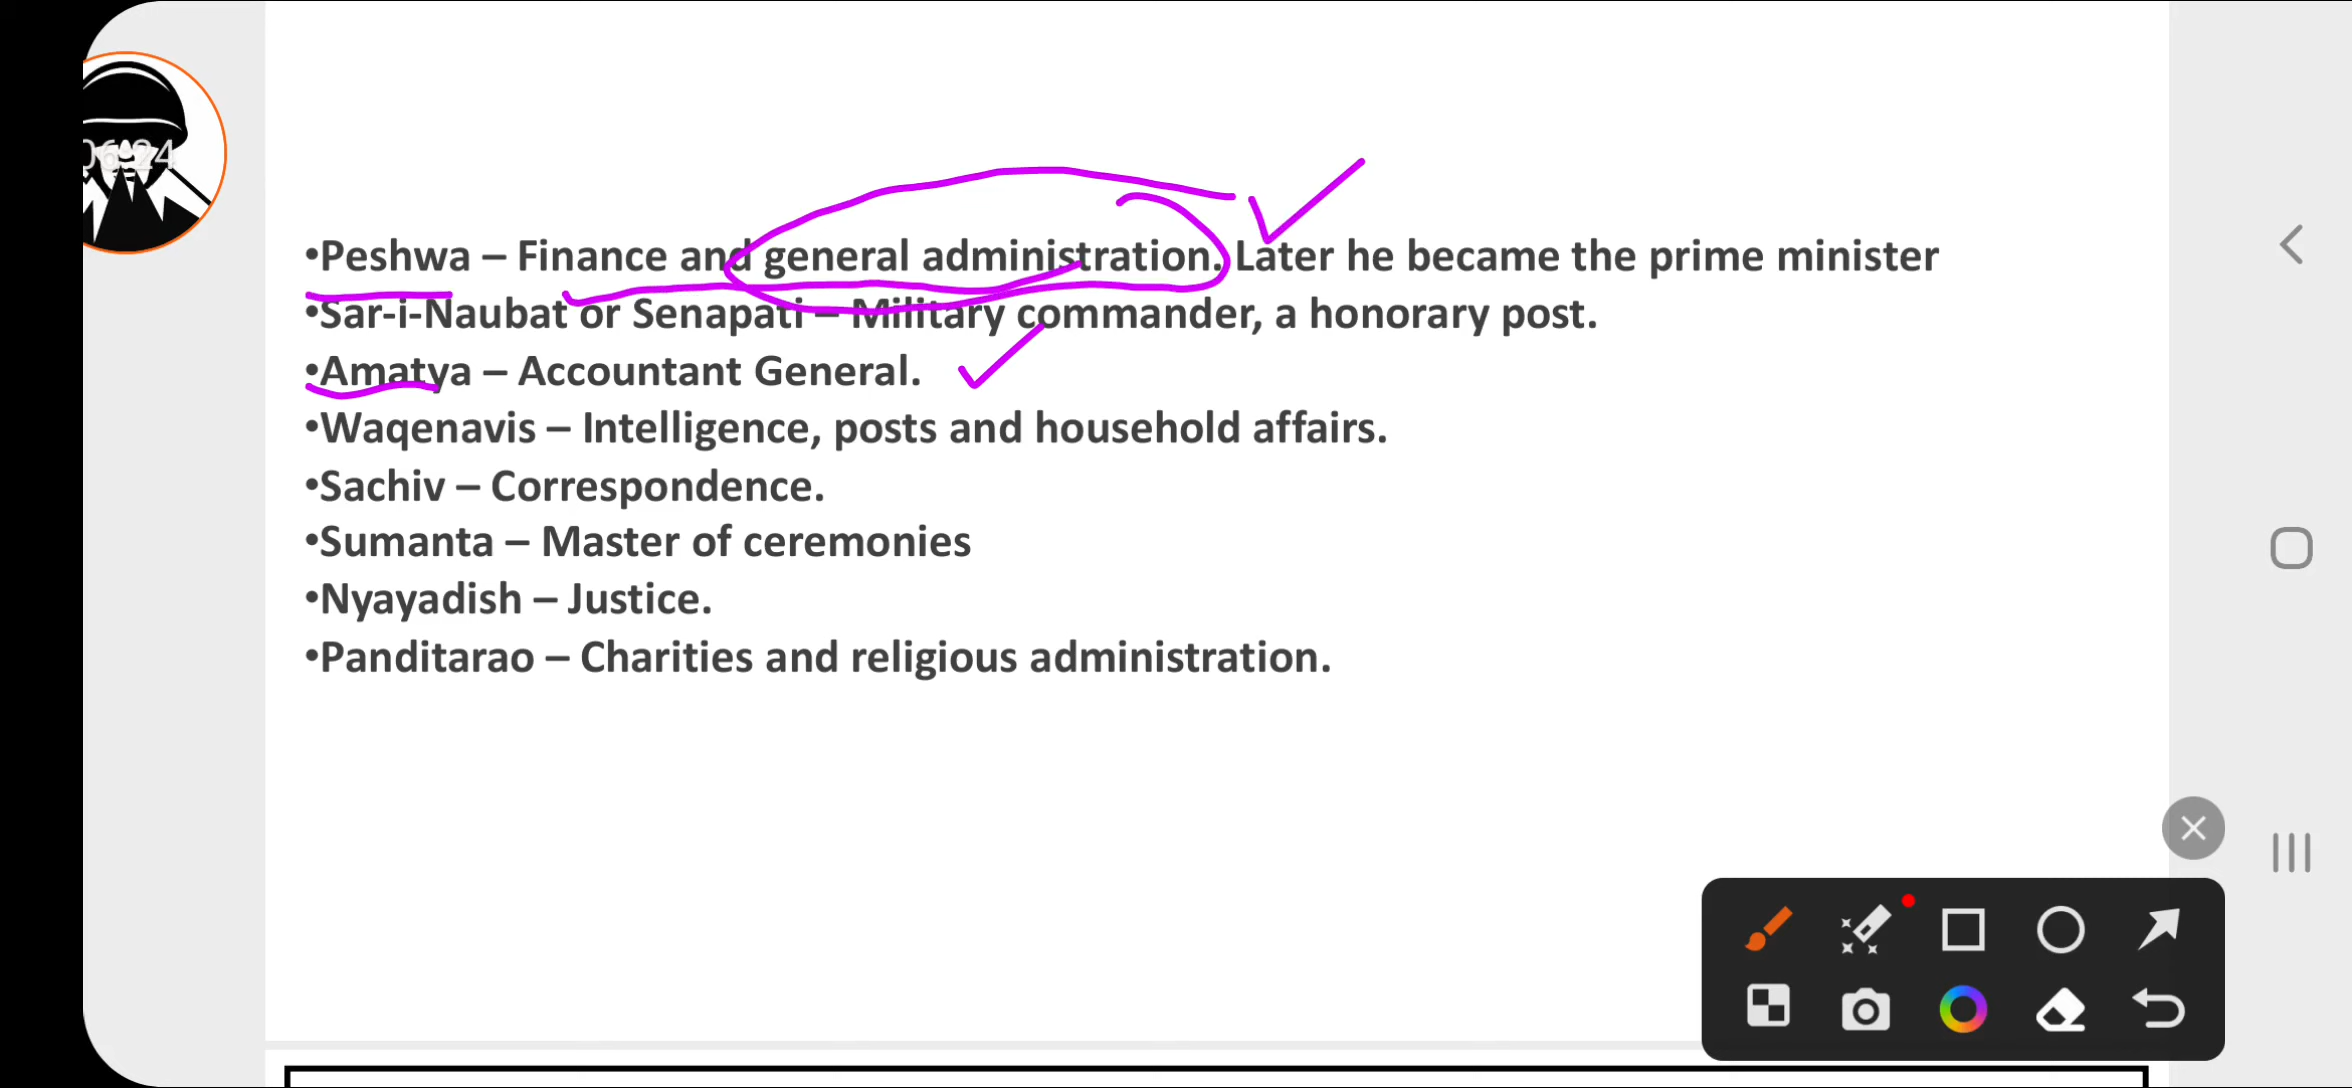 06:24
•Peshwa – Finance and general administration. Later he became the prime minister
•Sar-i-Naubat or Senapati – Military commander, a honorary post.
•Amatya – Accountant General.
•Waqenavis – Intelligence, posts and household affairs.
•Sachiv – Correspondence.
•Sumanta – Master of ceremonies
•Nyayadish – Justice.
•Panditarao – Charities and religious administration.